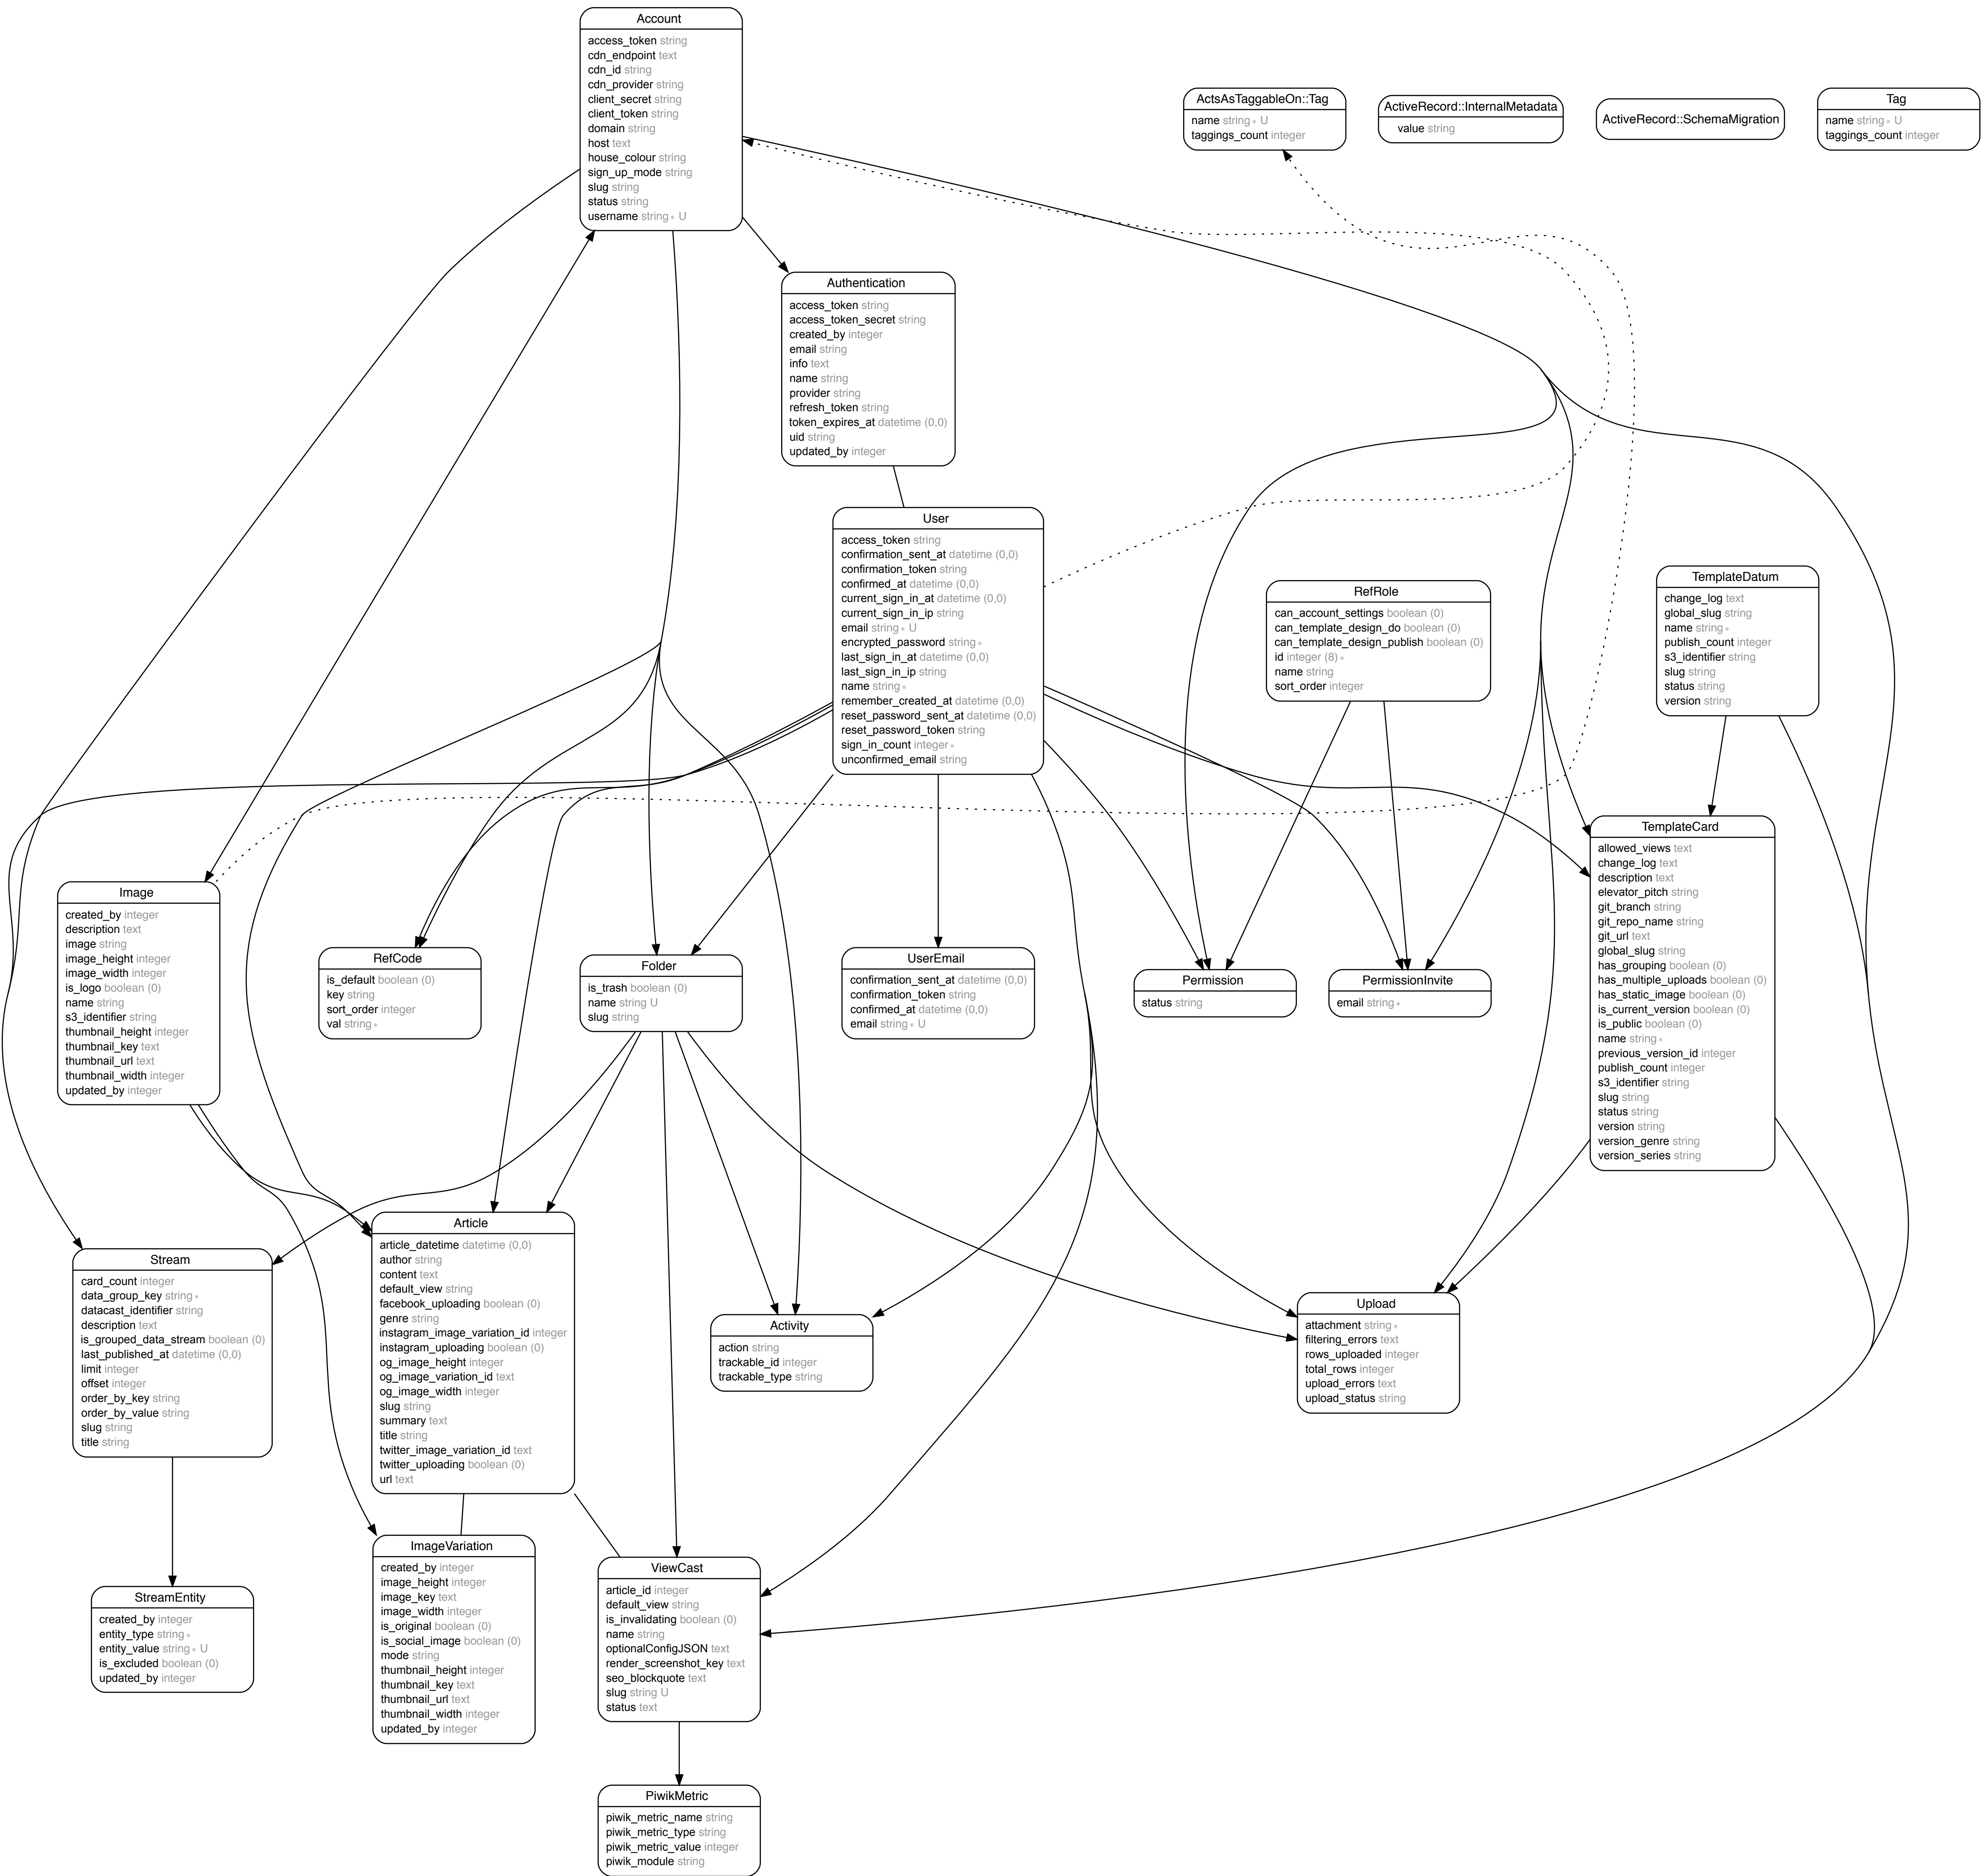 Account
access_token string
cdn_endpoint text
cdn_id string
cdn_provider string
client_secret string
client_token string
domain string
host text
house_colour string
sign_up_mode string
slug string
status string
username string* U
ActsAsTaggableOn::Tag
name string* U
taggings_count integer
ActiveRecord::InternalMetadata
value string
ActiveRecord::SchemaMigration
Tag
name string* U
taggings_count integer
Authentication
access_token string
access_token_secret string
created_by integer
email string
info text
name string
provider string
refresh_token string
token_expires_at datetime (0,0)
uid string
updated_by integer
User
access_token string
confirmation_sent_at datetime (0,0)
confirmation_token string
confirmed_at datetime (0,0)
current_sign_in_at datetime (0,0)
current_sign_in_ip string
email string* U
encrypted_password string*
last_sign_in_at datetime (0,0)
last_sign_in_ip string
name string*
remember_created_at datetime (0,0)
reset_password_sent_at datetime (0,0)
reset_password_token string
sign_in_count integer*
unconfirmed_email string
RefRole
can_account_settings boolean (0)
can_template_design_do boolean (0)
can_template_design_publish boolean (0)
id integer (8)*
name string
sort_order integer
TemplateDatum
change_log text
global_slug string
name string*
publish_count integer
s3_identifier string
slug string
status string
version string
TemplateCard
allowed_views text
change_log text
description text
elevator_pitch string
git_branch string
git_repo_name string
git_url text
global_slug string
has_grouping boolean (0)
has_multiple_uploads boolean (0)
has_static_image boolean (0)
is_current_version boolean (0)
is_public boolean (0)
name string*
previous_version_id integer
publish_count integer
s3_identifier string
slug string
status string
version string
version_genre string
version_series string
Image
created_by integer
description text
image string
image_height integer
image_width integer
is_logo boolean (0)
name string
s3_identifier string
thumbnail_height integer
thumbnail_key text
thumbnail_url text
thumbnail_width integer
updated_by integer
RefCode
is_default boolean (0)
key string
sort_order integer
val string*
Folder
is_trash boolean (0)
name string U
slug string
UserEmail
confirmation_sent_at datetime (0,0)
confirmation_token string
confirmed_at datetime (0,0)
email string* U
Permission
status string
PermissionInvite
email string*
Stream
card_count integer
data_group_key string*
datacast_identifier string
description text
is_grouped_data_stream boolean (0)
last_published_at datetime (0,0)
limit integer
offset integer
order_by_key string
order_by_value string
slug string
title string
Article
article_datetime datetime (0,0)
author string
content text
default_view string
facebook_uploading boolean (0)
genre string
instagram_image_variation_id integer
instagram_uploading boolean (0)
og_image_height integer
og_image_variation_id text
og_image_width integer
slug string
summary text
title string
twitter_image_variation_id text
twitter_uploading boolean (0)
url text
Activity
action string
trackable_id integer
trackable_type string
Upload
attachment string*
filtering_errors text
rows_uploaded integer
total_rows integer
upload_errors text
upload_status string
StreamEntity
created_by integer
entity_type string*
entity_value string* U
is_excluded boolean (0)
updated_by integer
ImageVariation
created_by integer
image_height integer
image_key text
image_width integer
is_original boolean (0)
is_social_image boolean (0)
mode string
thumbnail_height integer
thumbnail_key text
thumbnail_url text
thumbnail_width integer
updated_by integer
ViewCast
article_id integer
default_view string
is_invalidating boolean (0)
name string
optionalConfigJSON text
render_screenshot_key text
seo_blockquote text
slug string U
status text
PiwikMetric
piwik_metric_name string
piwik_metric_type string
piwik_metric_value integer
piwik_module string